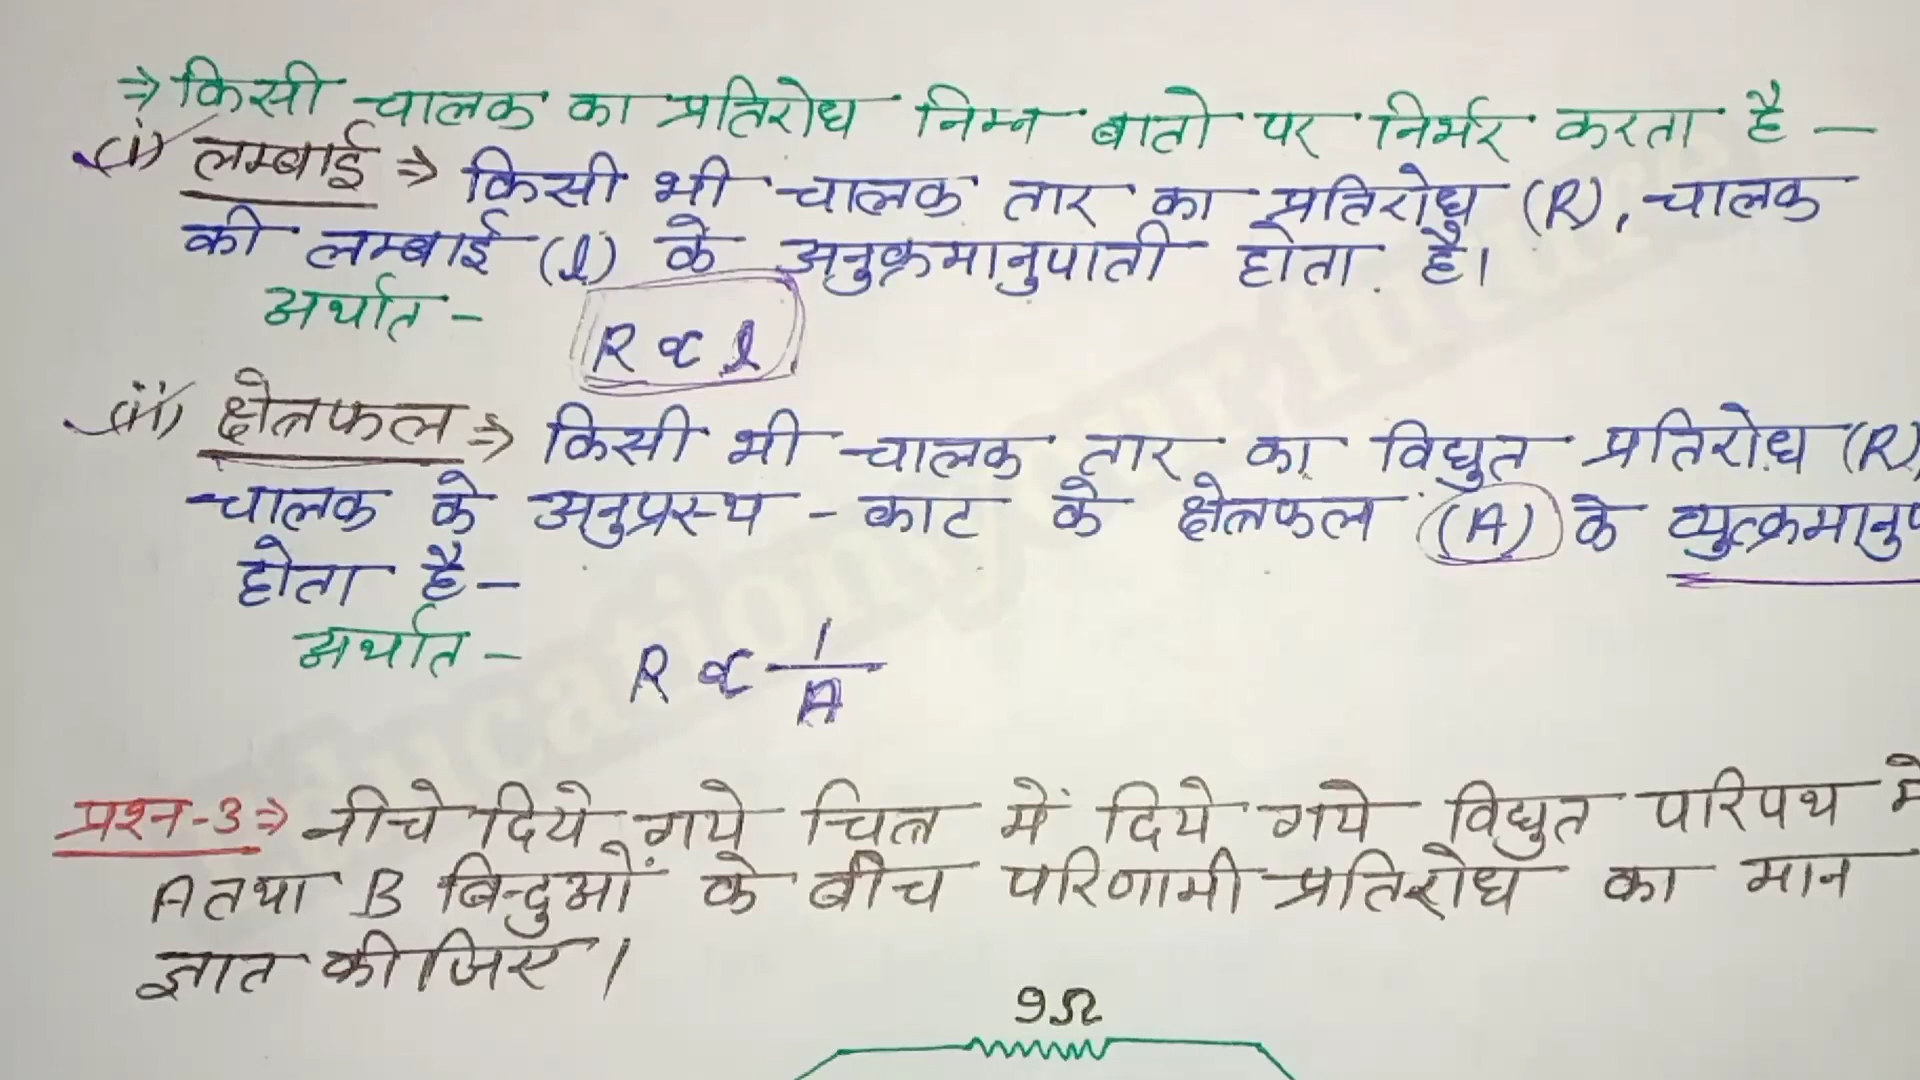 ⇒ किसी चालक का प्रतिरोध निम्न बातो पर निर्भर करता है –
(i) लम्बाई ⇒ किसी भी चालक तार का प्रतिरोध (R), चालक
की लम्बाई (l) के अनुक्रमानुपाती होता है।
अर्थात –
R ∝ l
(ii) क्षेत्रफल ⇒ किसी भी चालक तार का विद्युत प्रतिरोध (R)
चालक के अनुप्रस्थ - काट के क्षेत्रफल (A) के
होता है –
अर्थात –
R ∝ 1/A
प्रश्न-3 ⇒ नीचे दिये गये चित्र में दिये गये विद्युत परिपथ मे
A तथा B बिन्दुओं के बीच परिणामी प्रतिरोध का मान
ज्ञात कीजिए।
9Ω